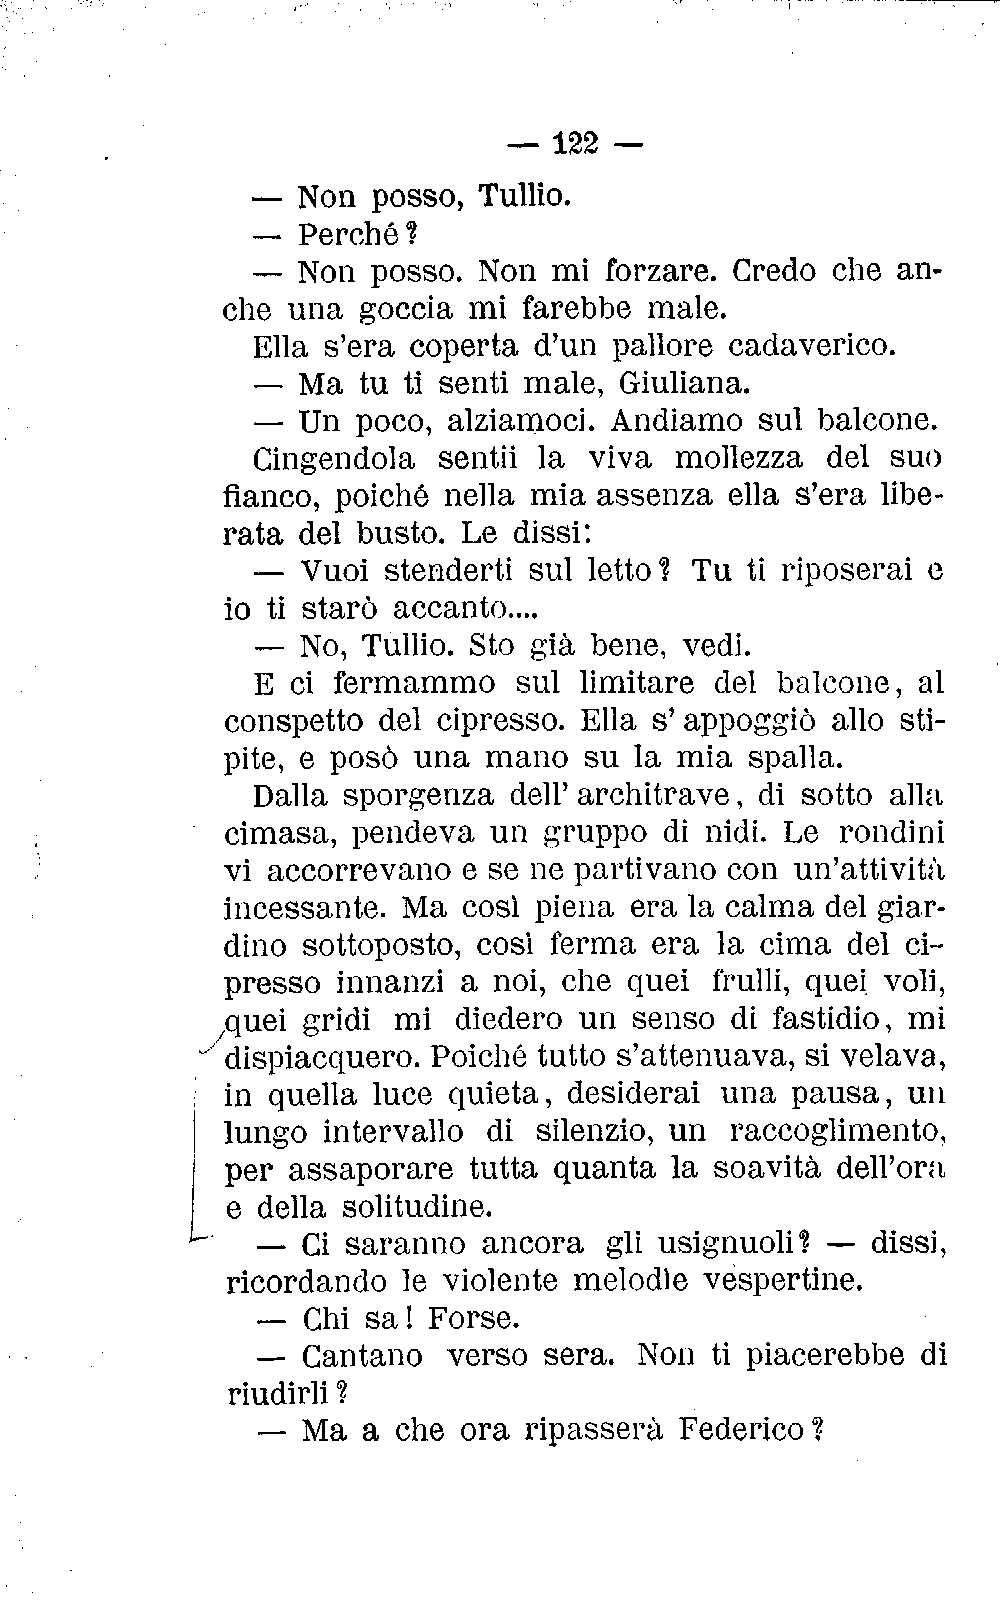 — 122 —
— Non posso, Tullio.
— Perché?
— Non posso. Non mi forzare. Credo che an-
che una goccia mi farebbe male.
Ella s'era coperta d'un pallore cadaverico.
— Ma tu ti senti male, Giuliana.
— Un poco, alziamoci. Andiamo sul balcone.
Cingendola sentii la viva mollezza del suo
fianco, poiché nella mia assenza ella s'era libe-
rata del busto. Le dissi:
— Vuoi stenderti sul letto? Tu ti riposerai e
io ti starò accanto....
— No, Tullio. Sto già bene, vedi.
E ci fermammo sul limitare del balcone, al
conspetto del cipresso. Ella s' appoggiò allo sti-
pite, e posò una mano su la mia spalla.
Dalla sporgenza dell' architrave, di sotto alla
cimasa, pendeva un gruppo di nidi. Le rondini
vi accorrevano e se ne partivano con un'attività
incessante. Ma così piena era la calma del giar-
dino sottoposto, così ferma era la cima del ci-
presso innanzi a noi, che quei frulli, quei voli,
quei gridi mi diedero un senso di fastidio, mi
dispiacquero. Poiché tutto s'attenuava, si velava,
in quella luce quieta, desiderai una pausa, un
lungo intervallo di silenzio, un raccoglimento,
per assaporare tutta quanta la soavità dell'ora
e della solitudine.
— Ci saranno ancora gli usignuoli? — dissi,
ricordando le violente melodie vespertine.
— Chi sa! Forse.
— Cantano verso sera. Non ti piacerebbe di
riudirli?
— Ma a che ora ripasserà Federico?